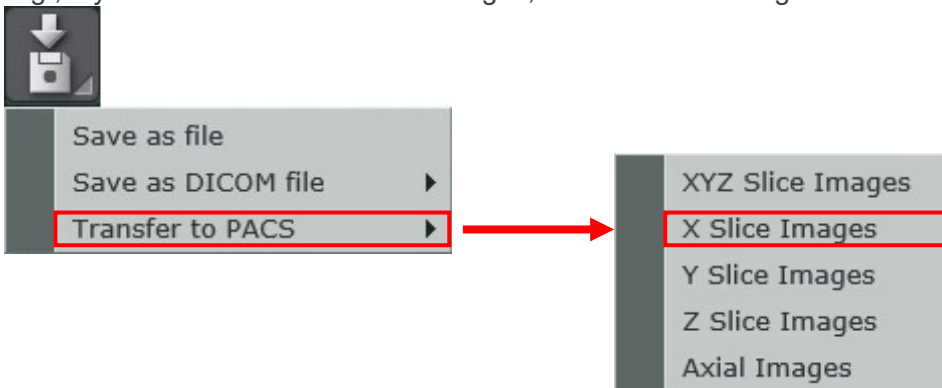 Save as file
Save as DICOM file
Transfer to PACS
XYZ Slice Images
X Slice Images
Y Slice Images
Z Slice Images
Axial Images